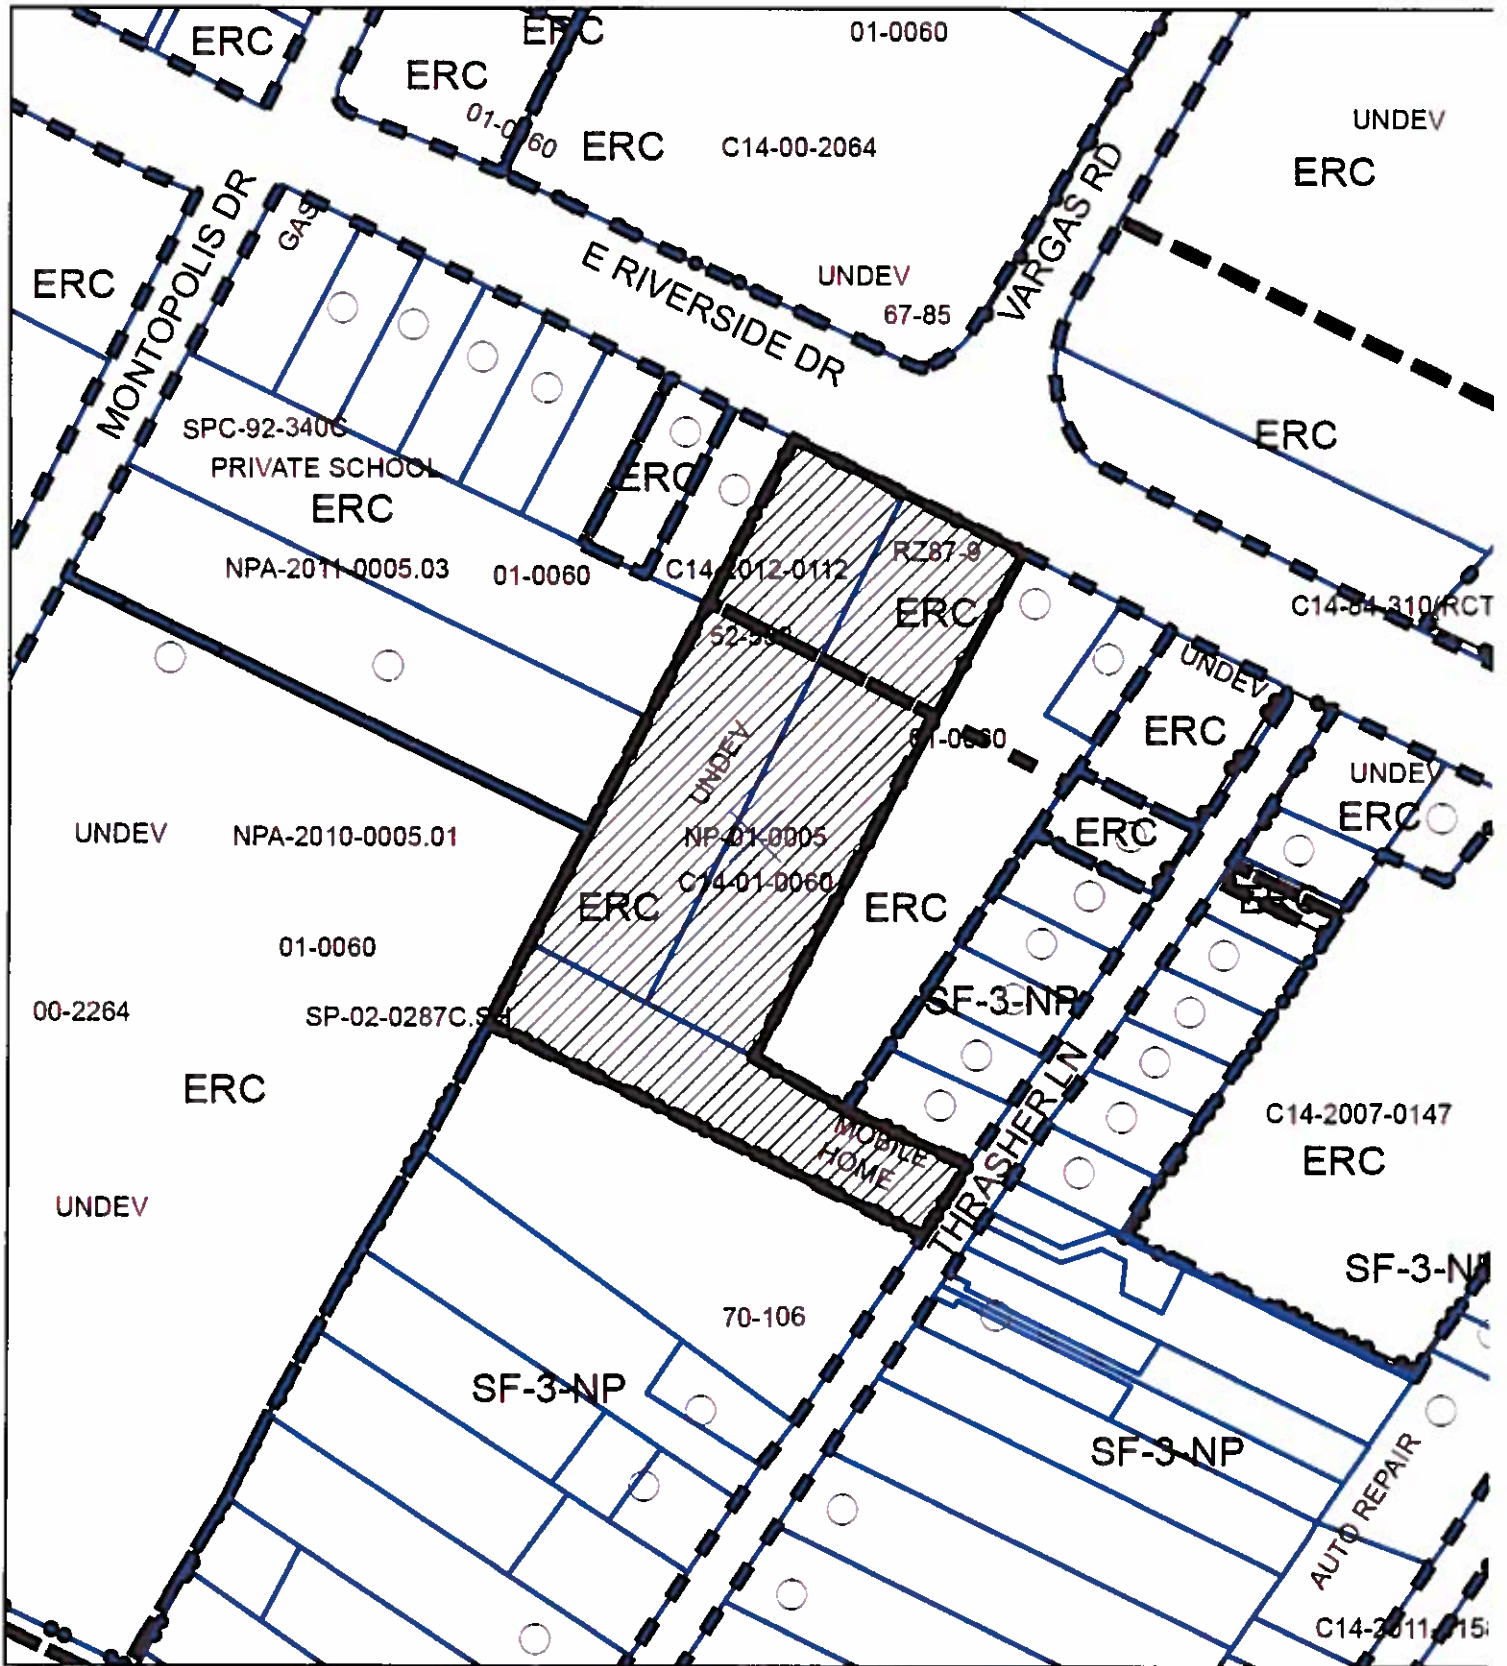 ERC
ERC
01-0060
ERC
01-0060
ERC
C14-00-2064
UNDEV
ERC
VARGAS RD
MONTOPOLIS DR
GAS
ERC
E RIVERSIDE DR
UNDEV
67-85
SPC-92-340C
PRIVATE SCHOOL
ERC
ERC
ERC
NPA-2011-0005.03
01-0060
C14-2012-0112
RZ87-9
ERC
C14-84-310(RCT
UNDEV
ERC
01-0060
UNDEV
UNDEV
ERC
UNDEV
NPA-2010-0005.01
NP-01-0005
ERC
C14-01-0060
ERC
ERC
01-0060
00-2264
SP-02-0287C.SH
SF-3-NP
ERC
THRASHER LN
C14-2007-0147
ERC
MOBILE
HOME
UNDEV
SF-3-NP
70-106
SF-3-NP
SF-3-NP
AUTO REPAIR